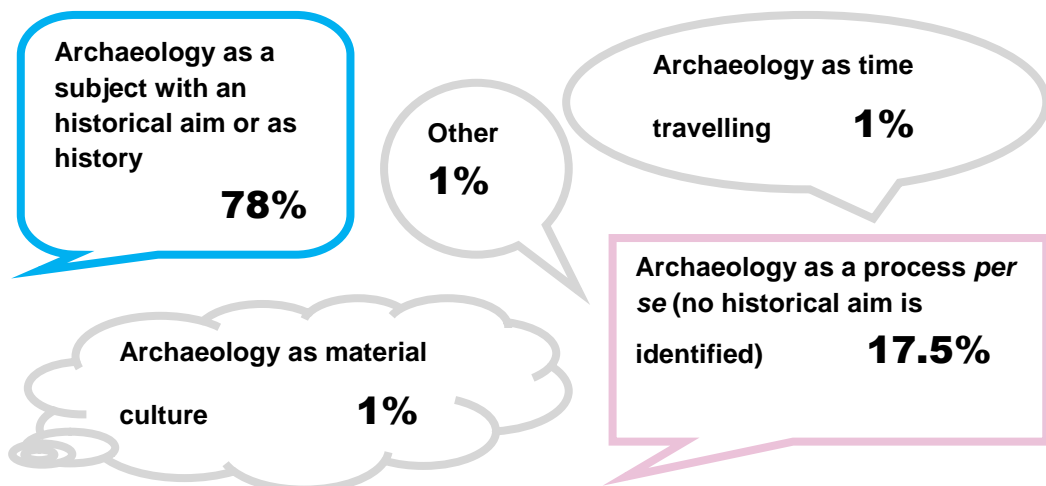 Archaeology as a
subject with an
historical aim or as
history
78%
Other
1%
Archaeology as time
travelling 1%
Archaeology as material
culture 1%
Archaeology as a process per
se (no historical aim is
identified) 17.5%